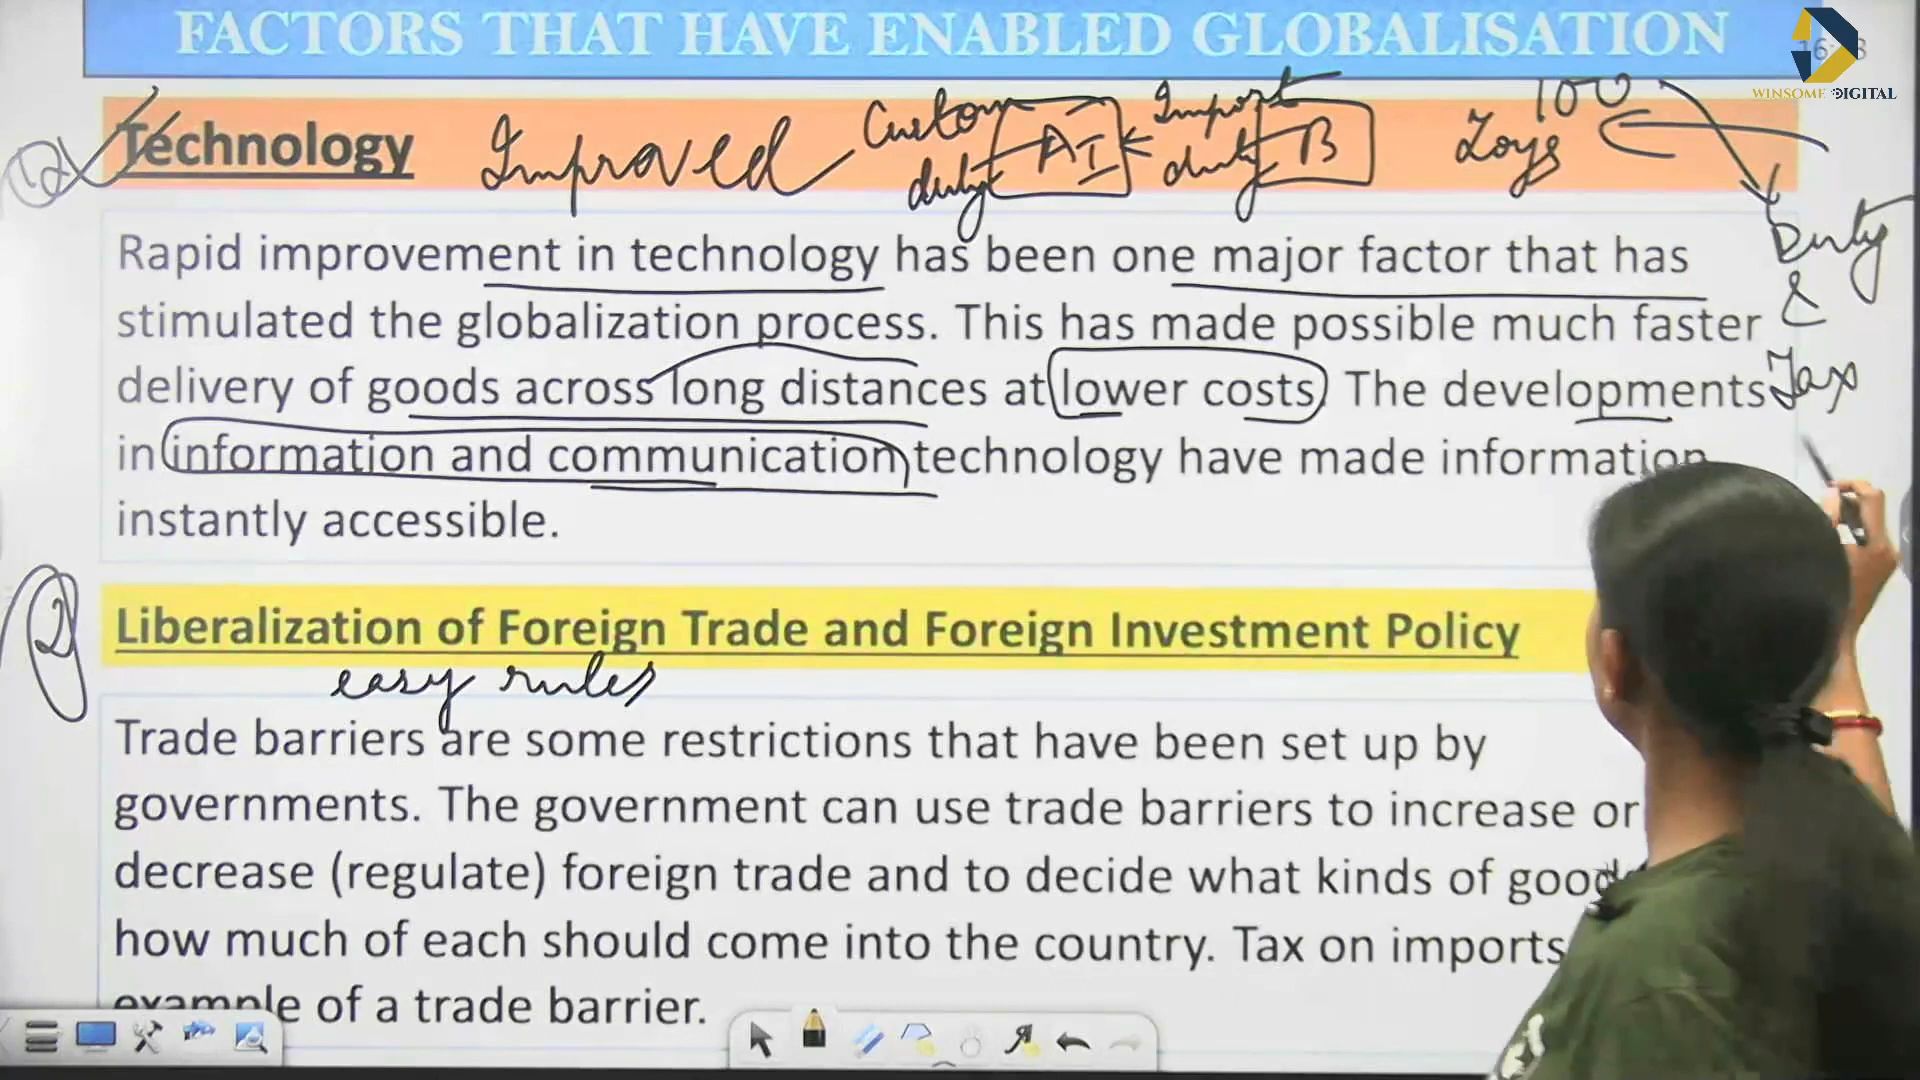 FACTORS THAT HAVE ENABLED GLOBALISATION
WINSOME DIGITAL
Technology
Improved
Custom
duty
A I
Import
duty
B
100
Toys
Duty
&
Tax
Rapid improvement in technology has been one major factor that has
stimulated the globalization process. This has made possible much faster
delivery of goods across long distances at lower costs. The developments
in information and communication technology have made information
instantly accessible.
2
Liberalization of Foreign Trade and Foreign Investment Policy
easy rules
Trade barriers are some restrictions that have been set up by
governments. The government can use trade barriers to increase or
decrease (regulate) foreign trade and to decide what kinds of good
how much of each should come into the country. Tax on imports
example of a trade barrier.